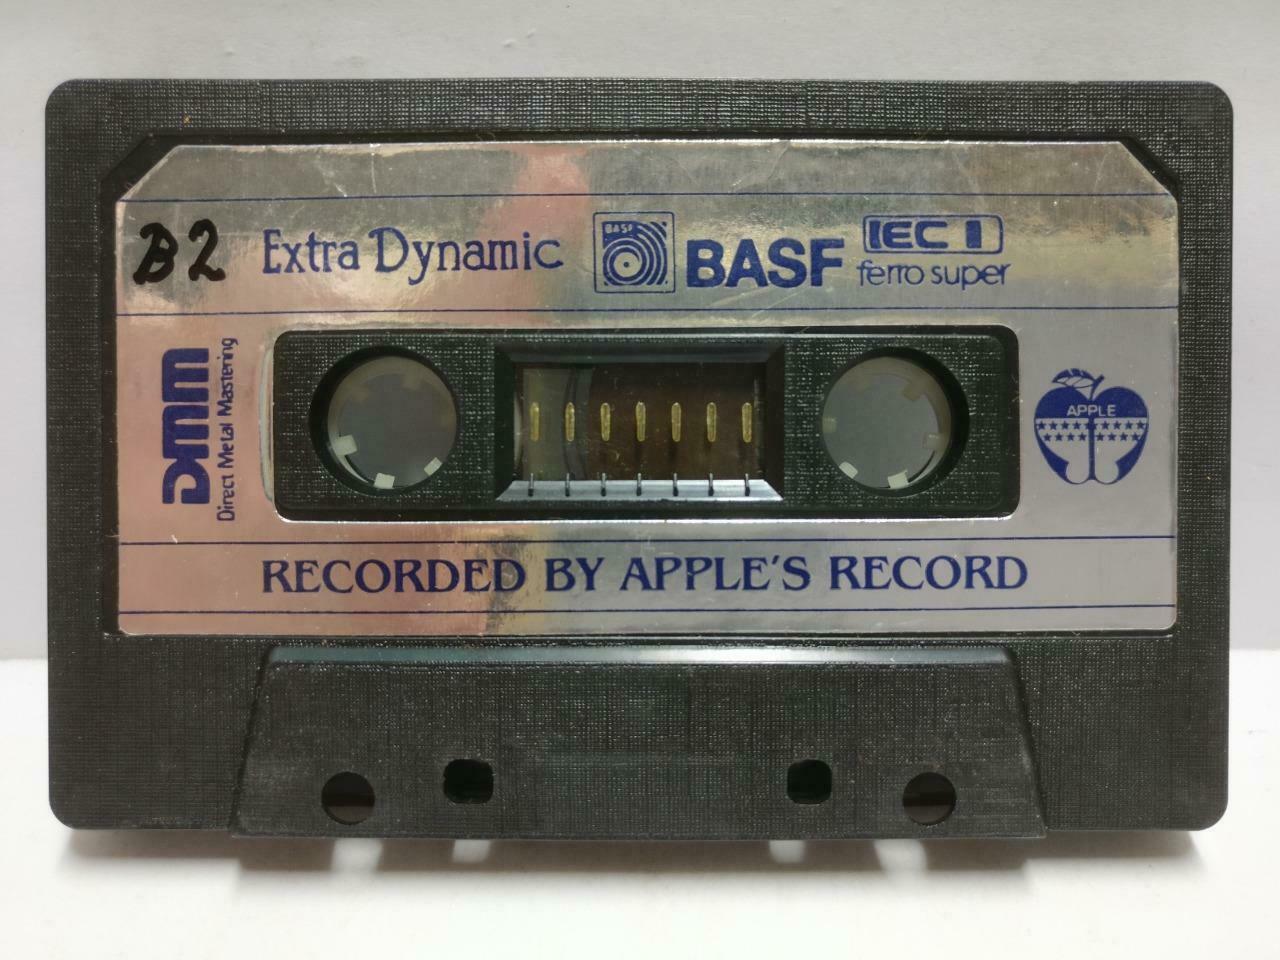 B2 Extra Dynamic BASF BASF IEC I
ferro super
DMM
Direct Metal Mastering
APPLE
RECORDED BY APPLE'S RECORD